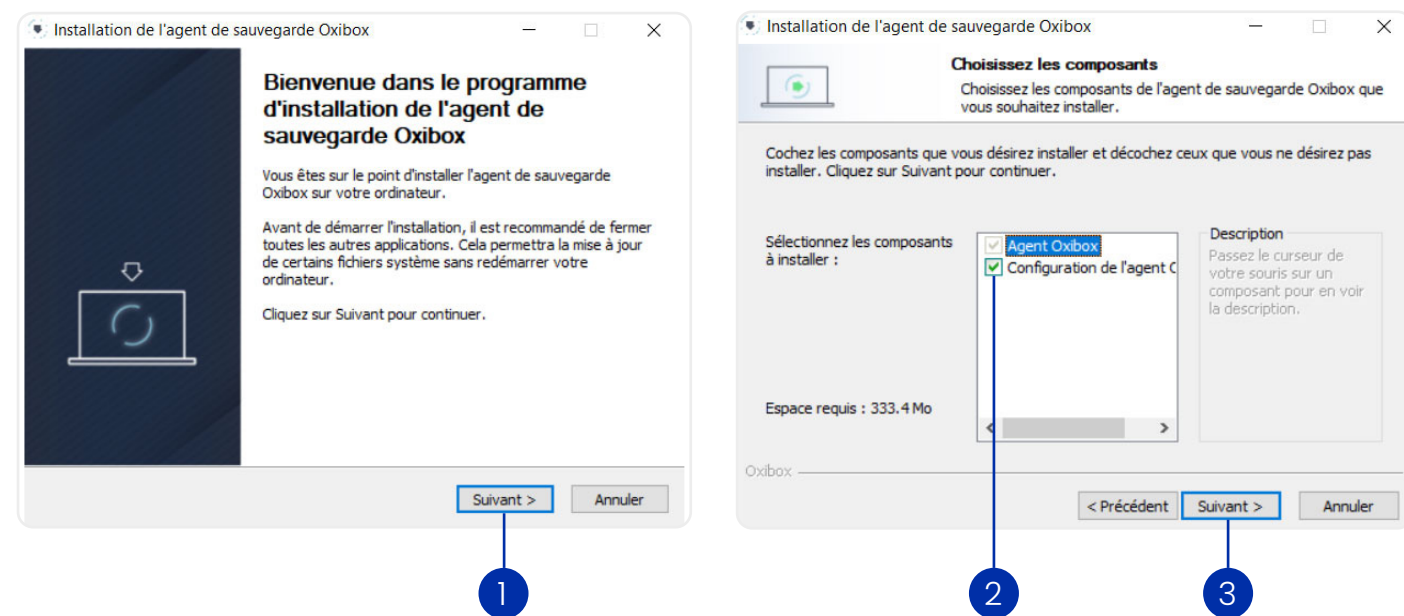 Installation de l'agent de sauvegarde Oxibox
Bienvenue dans le programme
d'installation de l'agent de
sauvegarde Oxibox
Vous êtes sur le point d'installer l'agent de sauvegarde
Oxibox sur votre ordinateur.
Avant de démarrer l'installation, il est recommandé de fermer
toutes les autres applications. Cela permettra la mise à jour
de certains fichiers système sans redémarrer votre
ordinateur.
Cliquez sur Suivant pour continuer.
Suivant >
Annuler
1
Installation de l'agent de sauvegarde Oxibox
Choisissez les composants
Choisissez les composants de l'agent de sauvegarde Oxibox que
vous souhaitez installer.
Cochez les composants que vous désirez installer et décochez ceux que vous ne désirez pas
installer. Cliquez sur Suivant pour continuer.
Sélectionnez les composants
à installer :
Agent Oxibox
Configuration de l'agent
Description
Passez le curseur de
votre souris sur un
composant pour en voir
la description.
Espace requis : 333.4 Mo
Oxibox
< Précédent
Suivant >
Annuler
2
3